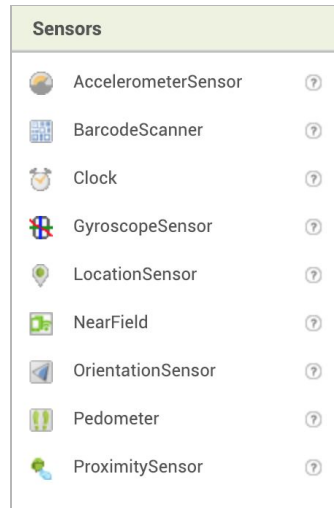 Sensors
AccelerometerSensor
BarcodeScanner
Clock
GyroscopeSensor
LocationSensor
NearField
OrientationSensor
Pedometer
ProximitySensor